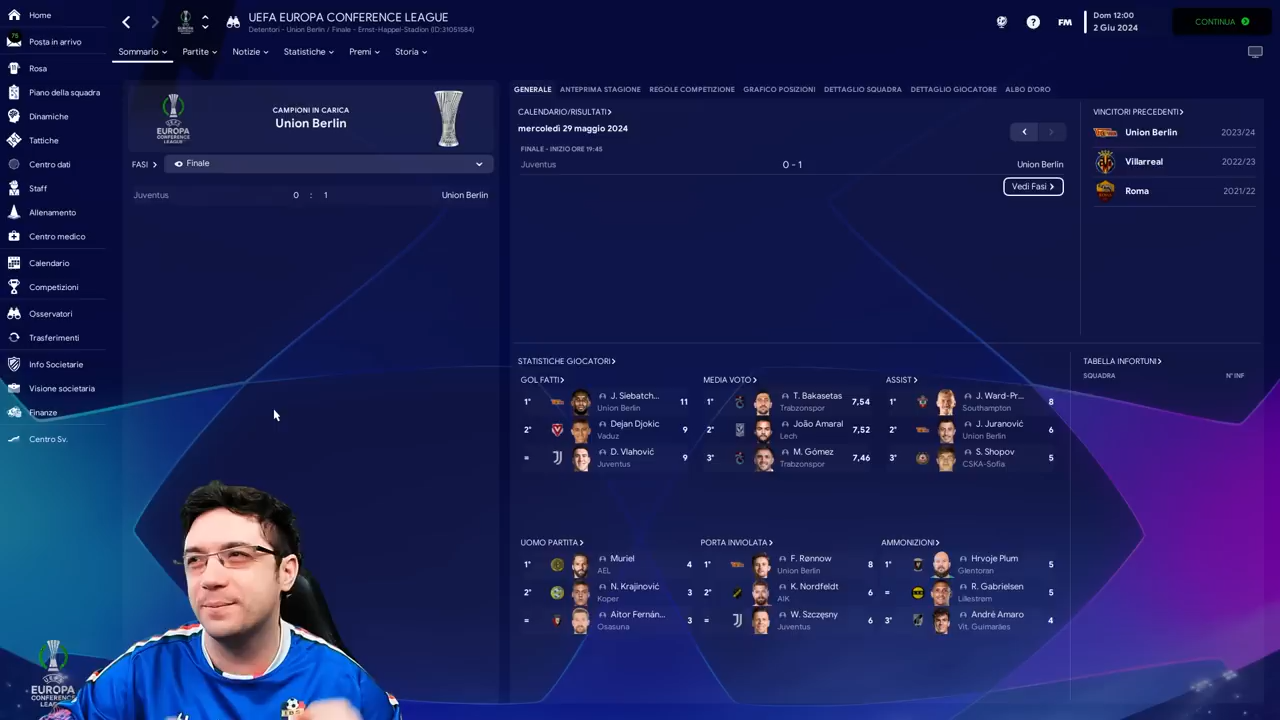 Home
75
Posta in arrivo
Rosa
Piano della squadra
Dinamiche
Tattiche
Centro dati
Staff
Allenamento
Centro medico
Calendario
Competizioni
Osservatori
Trasferimenti
Info Societarie
Visione societaria
Finanze
Centro Sv.
UEFA EUROPA CONFERENCE LEAGUE
Detentori - Union Berlin / Finale - Ernst-Happel-Stadion (ID:31051584)
?
FM
Dom 12:00
2 Giu 2024
CONTINUA
Sommario Partite Notizie Statistiche Premi Storia
EUROPA
CONFERENCE
LEAGUE
CAMPIONI IN CARICA
Union Berlin
FASI Finale
Juventus 0 : 1 Union Berlin
GENERALE ANTEPRIMA STAGIONE REGOLE COMPETIZIONE GRAFICO POSIZIONI DETTAGLIO SQUADRA DETTAGLIO GIOCATORE ALBO D'ORO
CALENDARIO/RISULTATI
mercoledì 29 maggio 2024
FINALE - INIZIO ORE 19:45
Juventus 0 - 1 Union Berlin
Vedi Fasi
VINCITORI PRECEDENTI
Union Berlin 2023/24
Villarreal 2022/23
Roma 2021/22
STATISTICHE GIOCATORI
GOL FATTI
1° J. Siebatch... 11
Union Berlin
2° Dejan Djokic 9
Vaduz
= D. Vlahović 9
Juventus
MEDIA VOTO
1° T. Bakasetas 7,54
Trabzonspor
2° João Amaral 7,52
Lech
3° M. Gómez 7,46
Trabzonspor
ASSIST
1° J. Ward-Pr... 8
Southampton
2° J. Juranović 6
Union Berlin
3° S. Shopov 5
CSKA-Sofia
TABELLA INFORTUNI
SQUADRA N° INF
UOMO PARTITA
1° Muriel 4
AEL
2° N. Krajinović 3
Koper
= Aitor Fernán... 3
Osasuna
PORTA INVIOLATA
1° F. Rønnow 8
Union Berlin
2° K. Nordfeldt 6
AIK
= W. Szczęsny 6
Juventus
AMMONIZIONI
1° Hrvoje Plum 5
Glentoran
= R. Gabrielsen 5
Lillestrøm
3° André Amaro 4
Vit. Guimarães
EUROPA
CONFERENCE